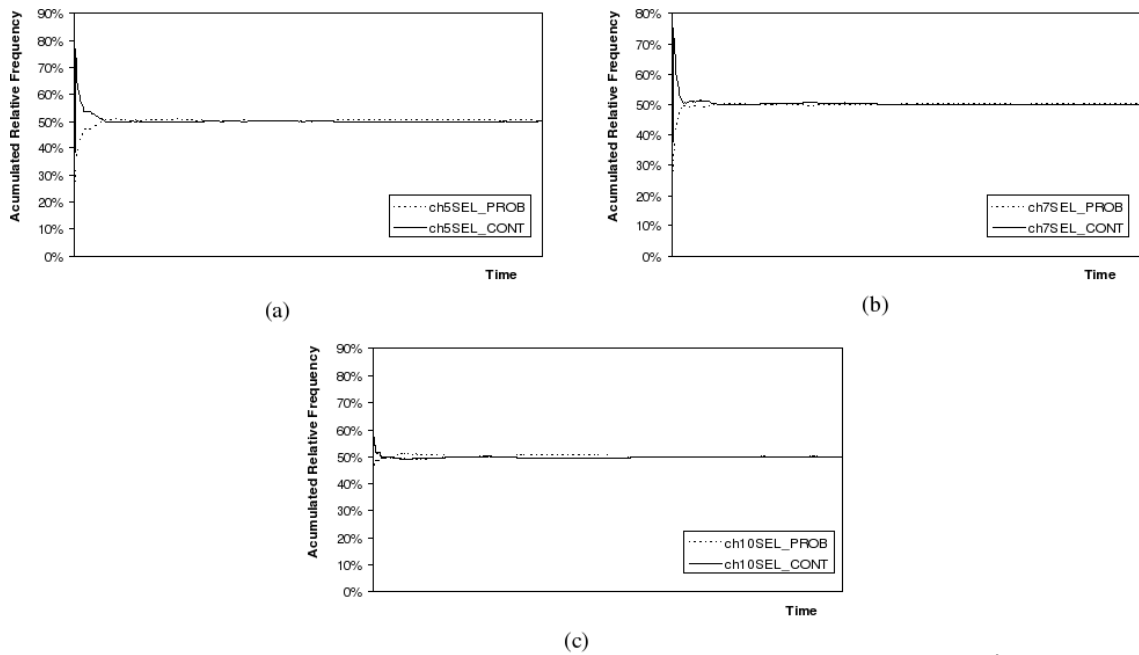 Acumulated Relative Frequency
90%
80%
70%
60%
50%
40%
30%
20%
10%
0%
ch5SEL_PROB
ch5SEL_CONT
Time
(a)
Acumulated Relative Frequency
80%
70%
60%
50%
40%
30%
20%
10%
0%
ch7SEL_PROB
ch7SEL_CONT
Time
(b)
Acumulated Relative Frequency
90%
80%
70%
60%
50%
40%
30%
20%
10%
0%
ch10SEL_PROB
ch10SEL_CONT
Time
(c)